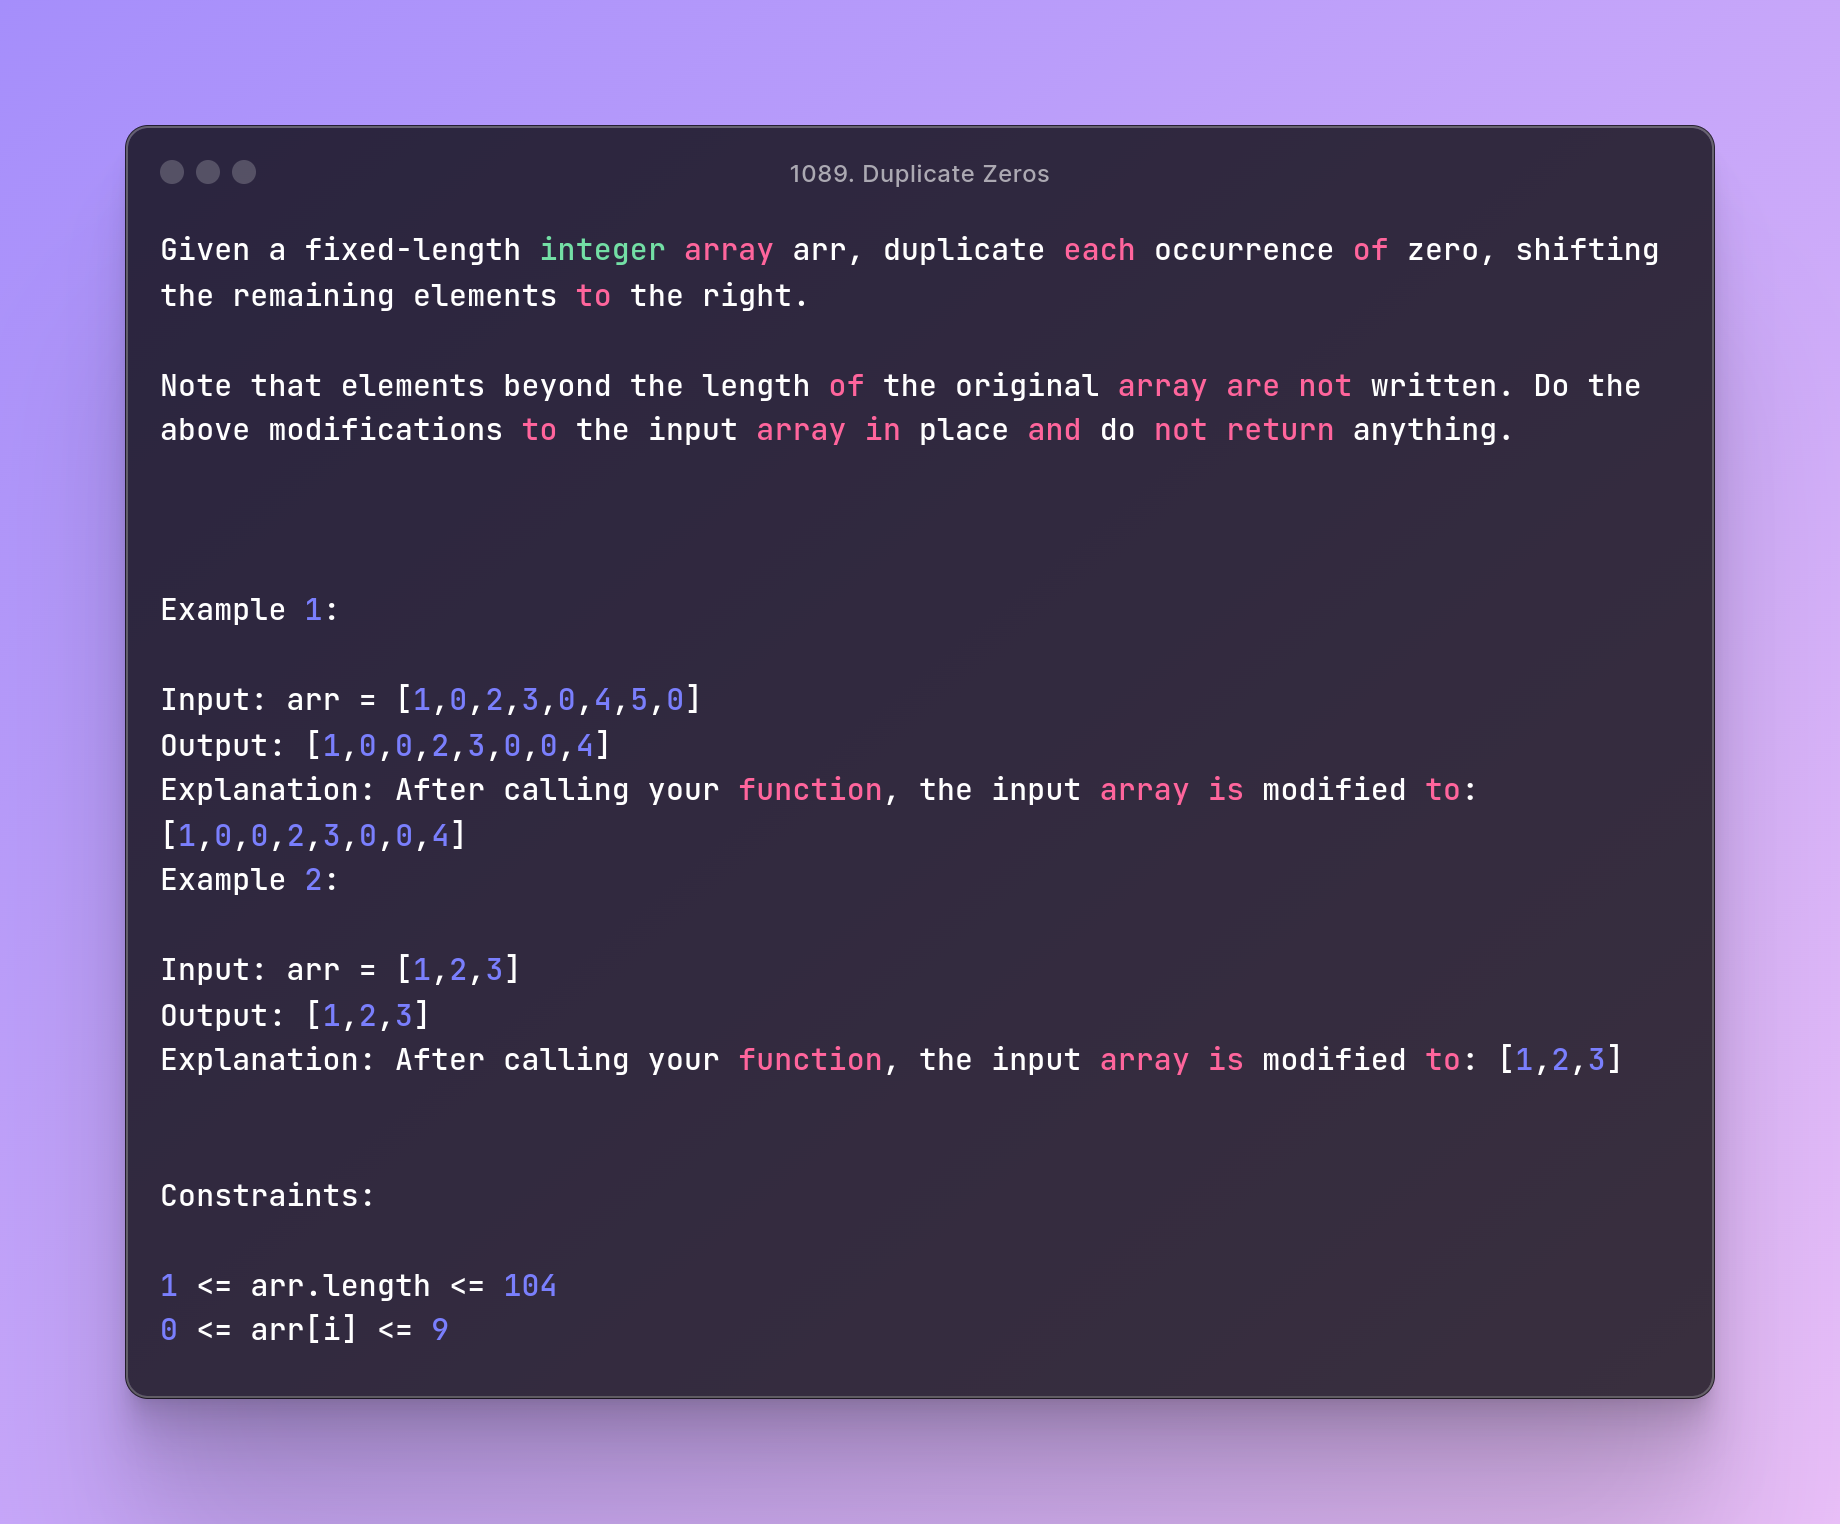 1089. Duplicate Zeros
Given a fixed-length integer array arr, duplicate each occurrence of zero, shifting
the remaining elements to the right.
Note that elements beyond the length of the original array are not written. Do the
above modifications to the input array in place and do not return anything.
Example 1:
Input: arr = [1,0,2,3,0,4,5,0]
Output: [1,0,0,2,3,0,0,4]
Explanation: After calling your function, the input array is modified to:
[1,0,0,2,3,0,0,4]
Example 2:
Input: arr = [1,2,3]
Output: [1,2,3]
Explanation: After calling your function, the input array is modified to: [1,2,3]
Constraints:
1 <= arr.length <= 104
0 <= arr[i] <= 9